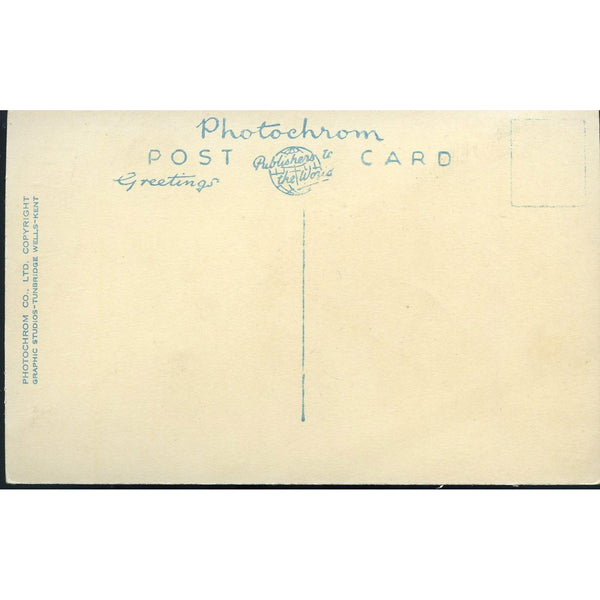 Photochrom
POST CARD
Publishers to
the World
Greetings
PHOTOCHROM CO., LTD. COPYRIGHT
GRAPHIC STUDIOS-TUNBRIDGE WELLS-KENT